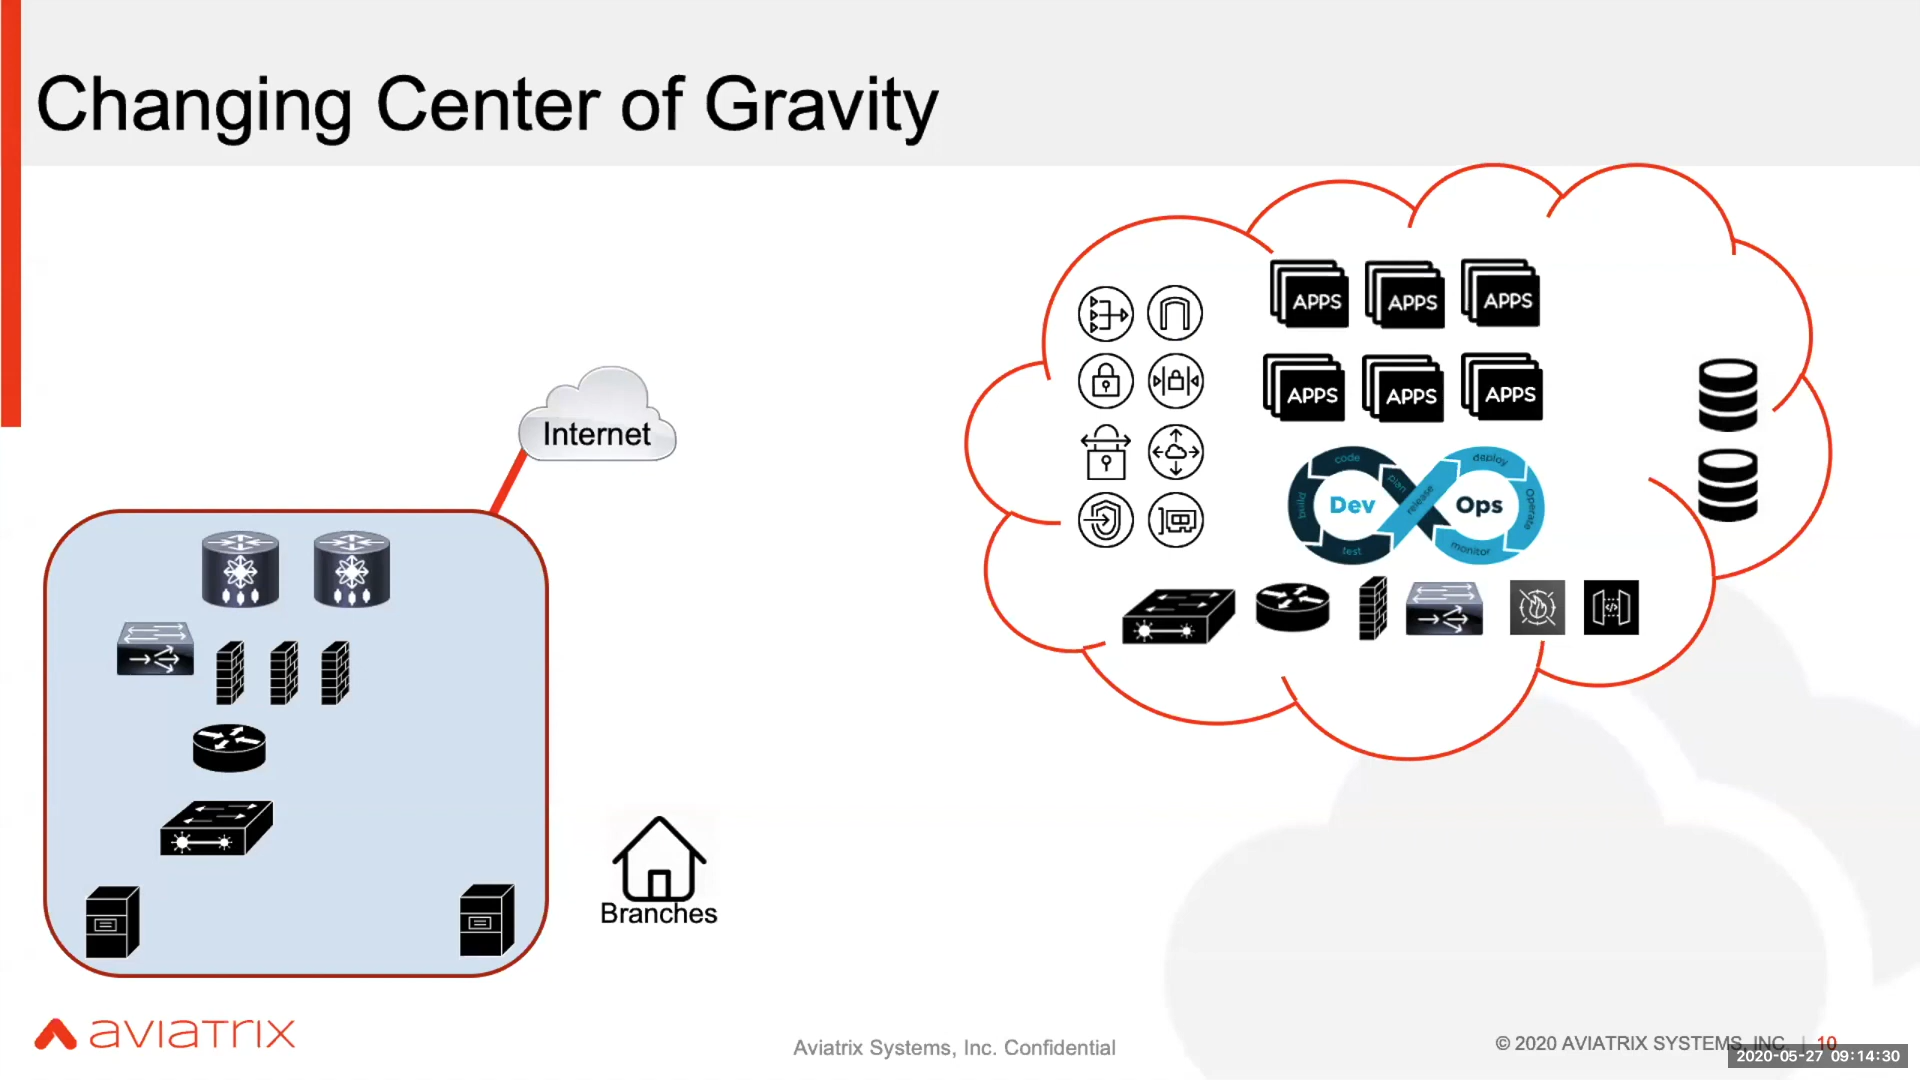 Changing Center of Gravity
Internet
Branches
APPS APPS APPS
APPS APPS APPS
code
plan
build
test
Dev
release
Ops
deploy
Operate
monitor
aviatrix
Aviatrix Systems, Inc. Confidential
© 2020 AVIATRIX SYSTEMS, INC. | 10
2020-05-27 09:14:30